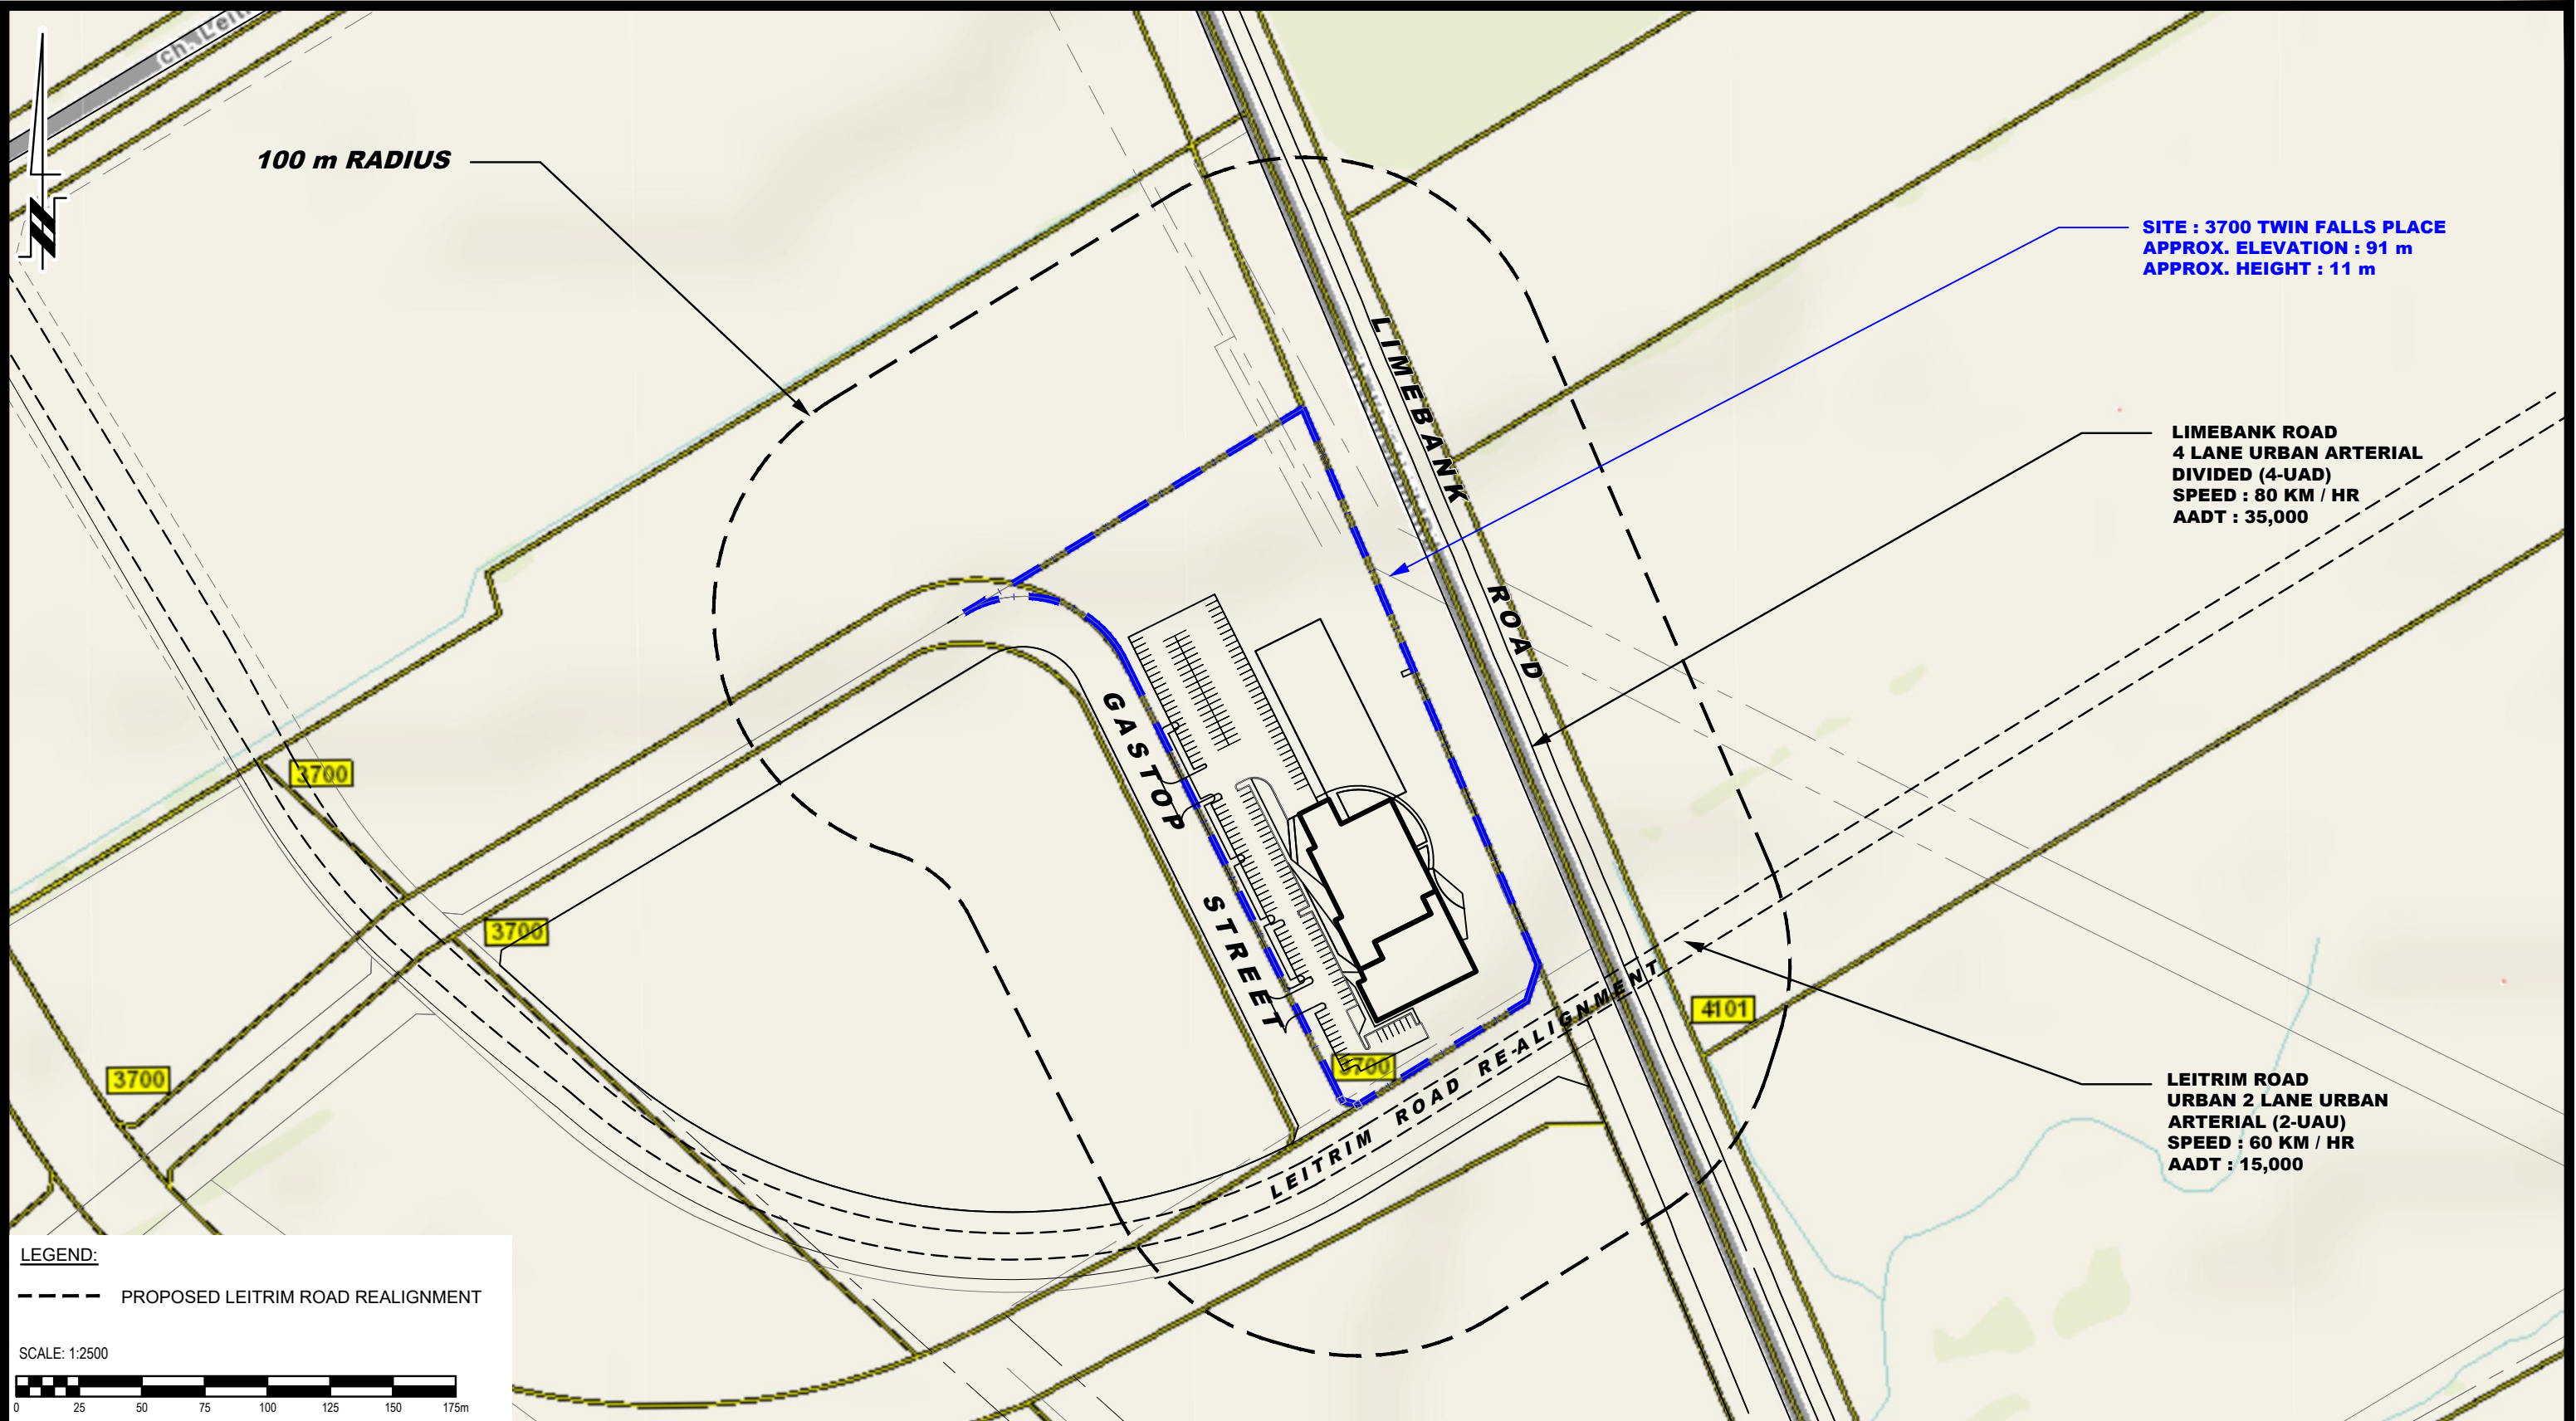 100 m RADIUS
SITE : 3700 TWIN FALLS PLACE
APPROX. ELEVATION : 91 m
APPROX. HEIGHT : 11 m
LIMEBANK ROAD
LIMEBANK ROAD
4 LANE URBAN ARTERIAL
DIVIDED (4-UAD)
SPEED : 80 KM / HR
AADT : 35,000
GASTOP STREET
3700
3700
3700
3700
4101
LEITRIM ROAD RE-ALIGNMENT
LEITRIM ROAD
URBAN 2 LANE URBAN
ARTERIAL (2-UAU)
SPEED : 60 KM / HR
AADT : 15,000
LEGEND:
PROPOSED LEITRIM ROAD REALIGNMENT
SCALE: 1:2500
0 25 50 75 100 125 150 175m